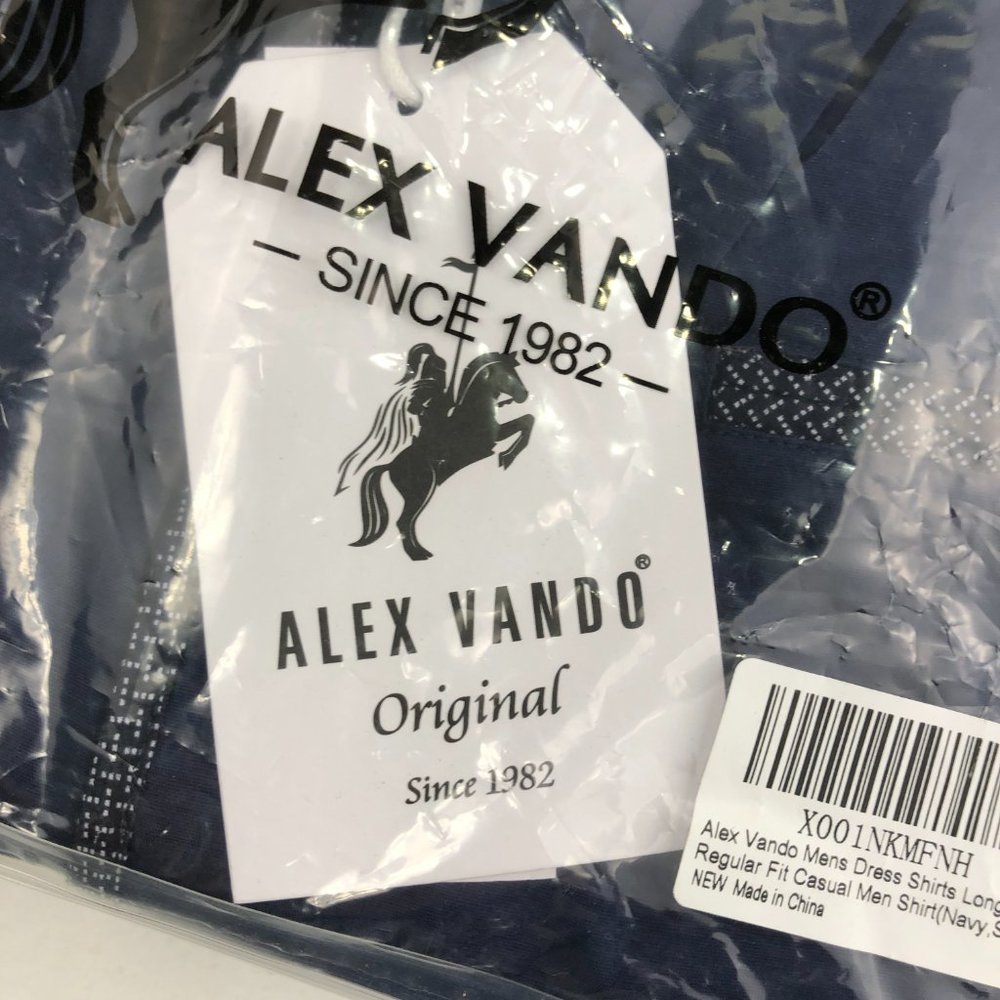 ALEX VANDO®
— SINCE 1982 —
ALEX VANDO®
Original
Since 1982
X001NKMFNH
Alex Vando Mens Dress Shirts Long
Regular Fit Casual Men Shirt(Navy,S
NEW Made in China